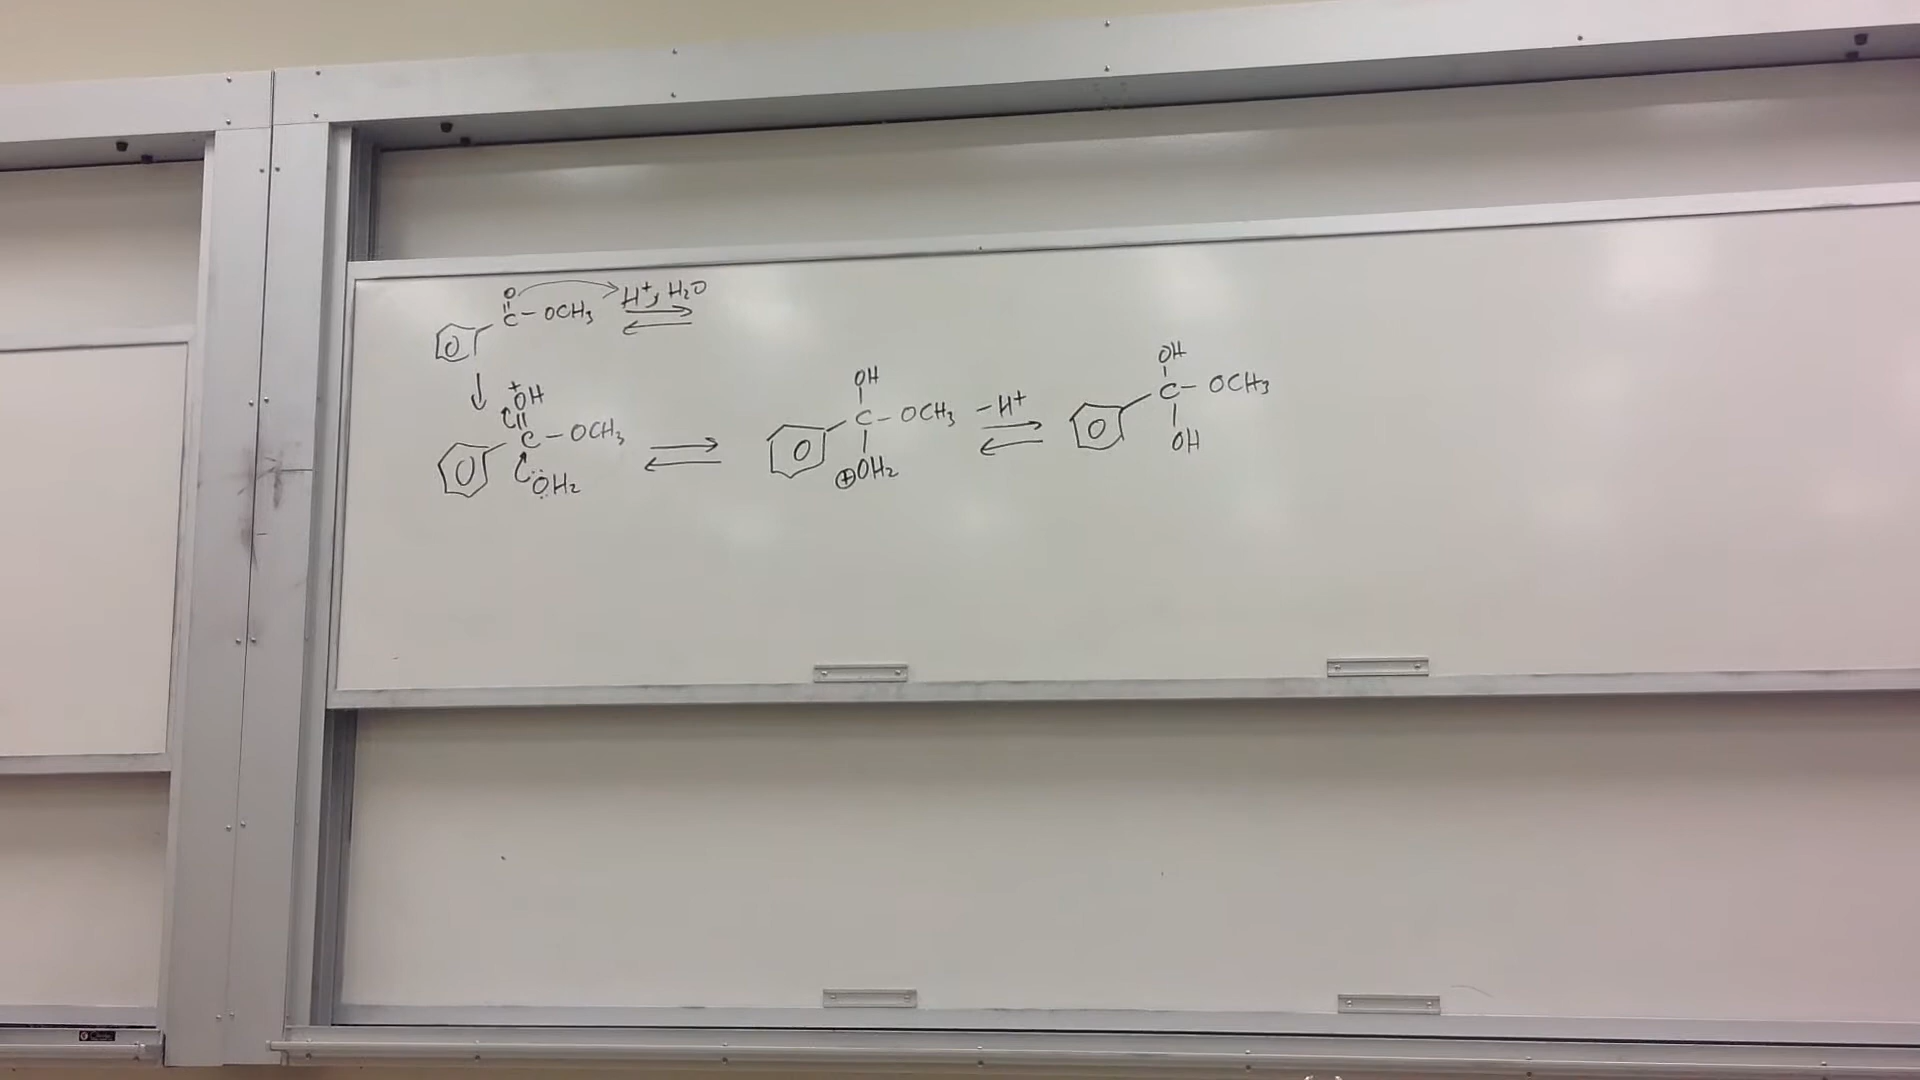 O
C - OCH₃ H⁺, H₂O
⁺OH
C - OCH₃
ÖH₂
OH
C - OCH₃
⊕OH₂
-H⁺
OH
C - OCH₃
OH